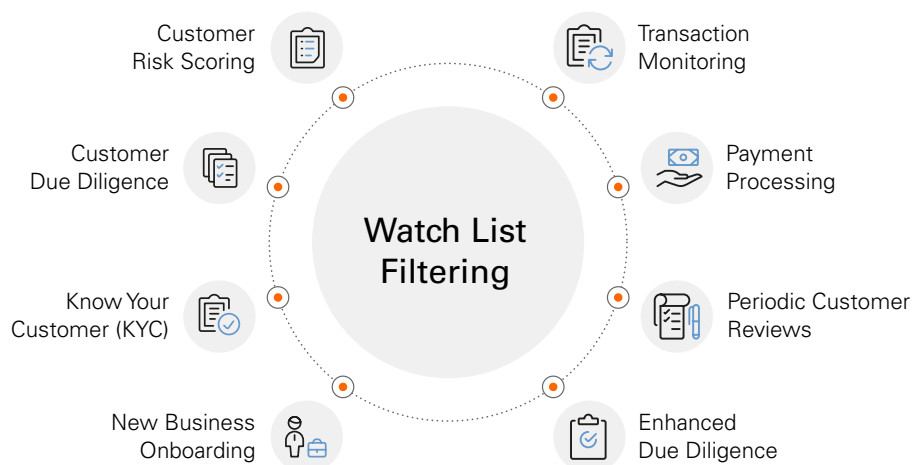 Customer
Risk Scoring
Transaction
Monitoring
Customer
Due Diligence
Payment
Processing
Watch List
Filtering
Know Your
Customer (KYC)
Periodic Customer
Reviews
New Business
Onboarding
Enhanced
Due Diligence